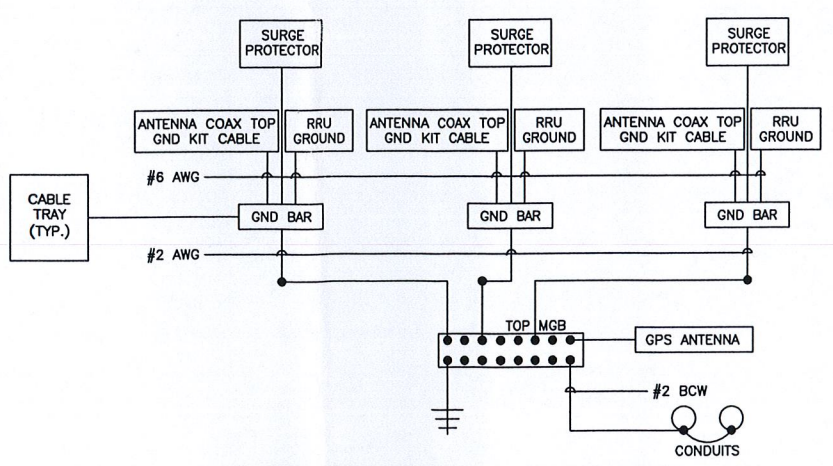 SURGE
PROTECTOR
SURGE
PROTECTOR
SURGE
PROTECTOR
ANTENNA COAX TOP
GND KIT CABLE
RRU
GROUND
ANTENNA COAX TOP
GND KIT CABLE
RRU
GROUND
ANTENNA COAX TOP
GND KIT CABLE
RRU
GROUND
#6 AWG
CABLE
TRAY
(TYP.)
GND BAR
GND BAR
GND BAR
#2 AWG
TOP MGB
GPS ANTENNA
#2 BCW
CONDUITS